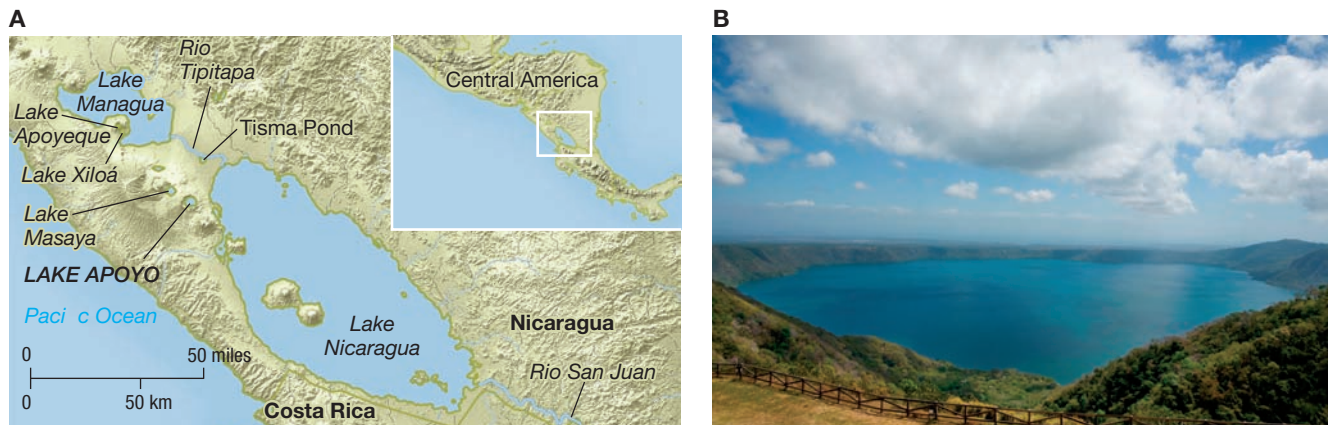 A
B
Rio
Tipitapa
Lake
Managua
Central America
Lake
Apoyeque
Tisma Pond
Lake Xiloá
Lake
Masaya
LAKE APOYO
Paci c Ocean
0
50 miles
0
50 km
Lake
Nicaragua
Nicaragua
Rio San Juan
Costa Rica